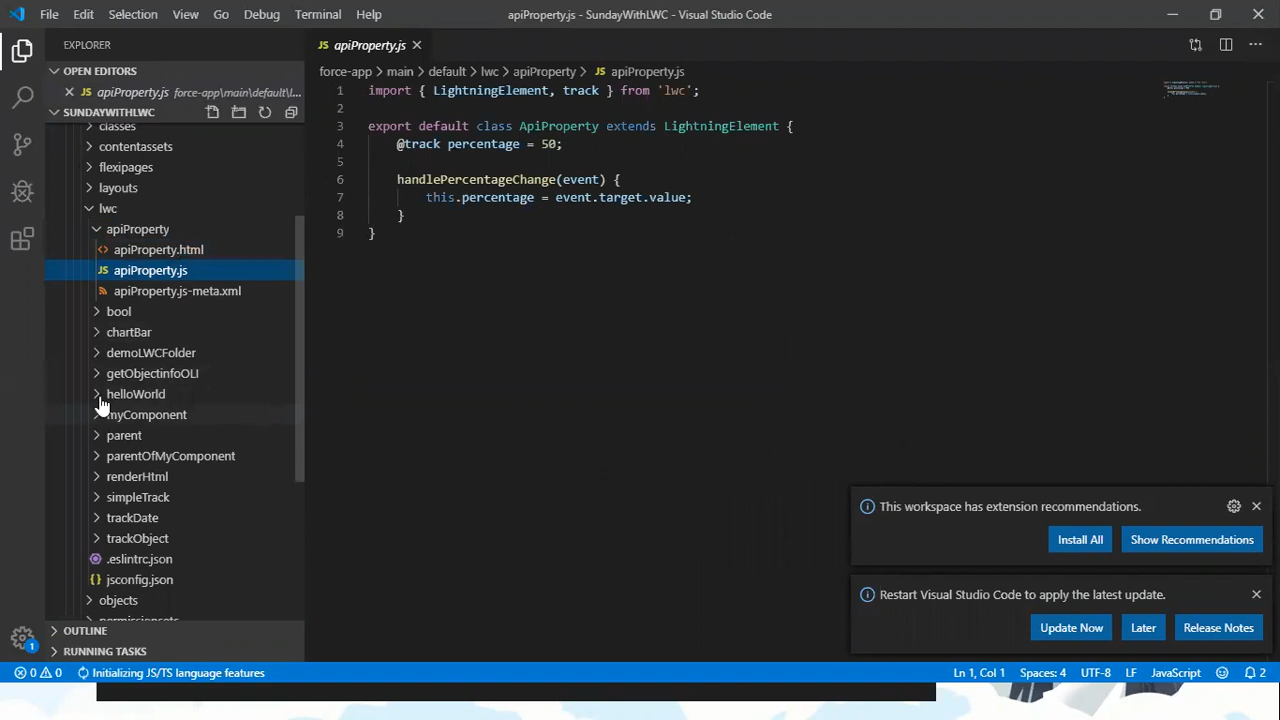 File Edit Selection View Go Debug Terminal Help
apiProperty.js - SundayWithLWC - Visual Studio Code
EXPLORER
OPEN EDITORS
JS apiProperty.js force-app\main\default\l...
SUNDAYWITHLWC
classes
contentassets
flexipages
layouts
lwc
apiProperty
apiProperty.html
JS apiProperty.js
apiProperty.js-meta.xml
bool
chartBar
demoLWCFolder
getObjectinfoOLI
helloWorld
myComponent
parent
parentOfMyComponent
renderHtml
simpleTrack
trackDate
trackObject
.eslintrc.json
{} jsconfig.json
objects
permissionsets
OUTLINE
RUNNING TASKS
JS apiProperty.js
force-app > main > default > lwc > apiProperty > JS apiProperty.js
1 import { LightningElement, track } from 'lwc';
2
3 export default class ApiProperty extends LightningElement {
4 @track percentage = 50;
5
6 handlePercentageChange(event) {
7 this.percentage = event.target.value;
8 }
9 }
This workspace has extension recommendations.
Install All Show Recommendations
Restart Visual Studio Code to apply the latest update.
Update Now Later Release Notes
1
0 0 Initializing JS/TS language features
Ln 1, Col 1 Spaces: 4 UTF-8 LF JavaScript 2